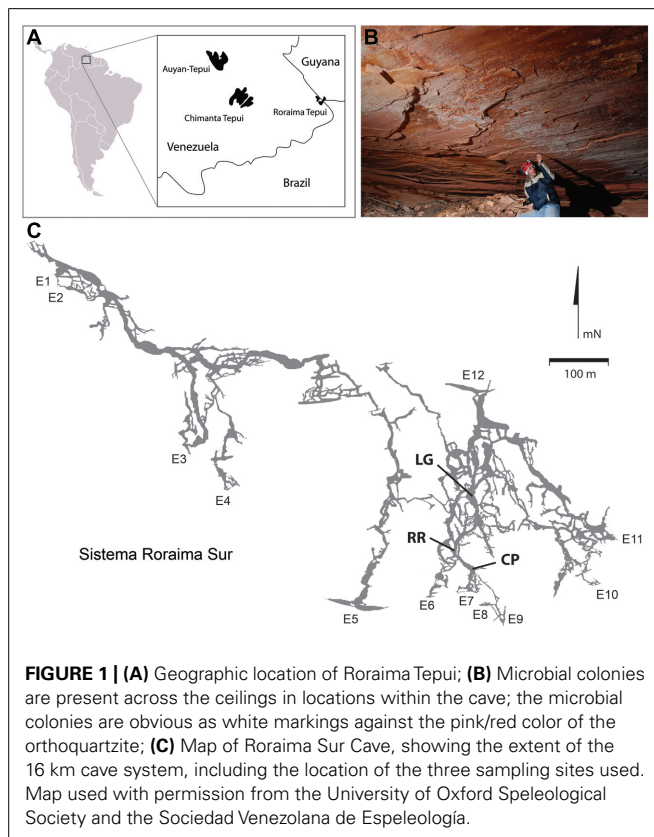 A
B
Guyana
Auyan-Tepui
Chimanta Tepui
Roraima Tepui
Venezuela
Brazil
C
E1
E2
mN
100 m
E12
E3
E4
LG
RR
CP
Sistema Roraima Sur
E11
E10
E5
E6
E7
E8
E9
FIGURE 1 | (A) Geographic location of Roraima Tepui; (B) Microbial colonies
are present across the ceilings in locations within the cave; the microbial
colonies are obvious as white markings against the pink/red color of the
orthoquartzite; (C) Map of Roraima Sur Cave, showing the extent of the
16 km cave system, including the location of the three sampling sites used.
Map used with permission from the University of Oxford Speleological
Society and the Sociedad Venezolana de Espeleología.